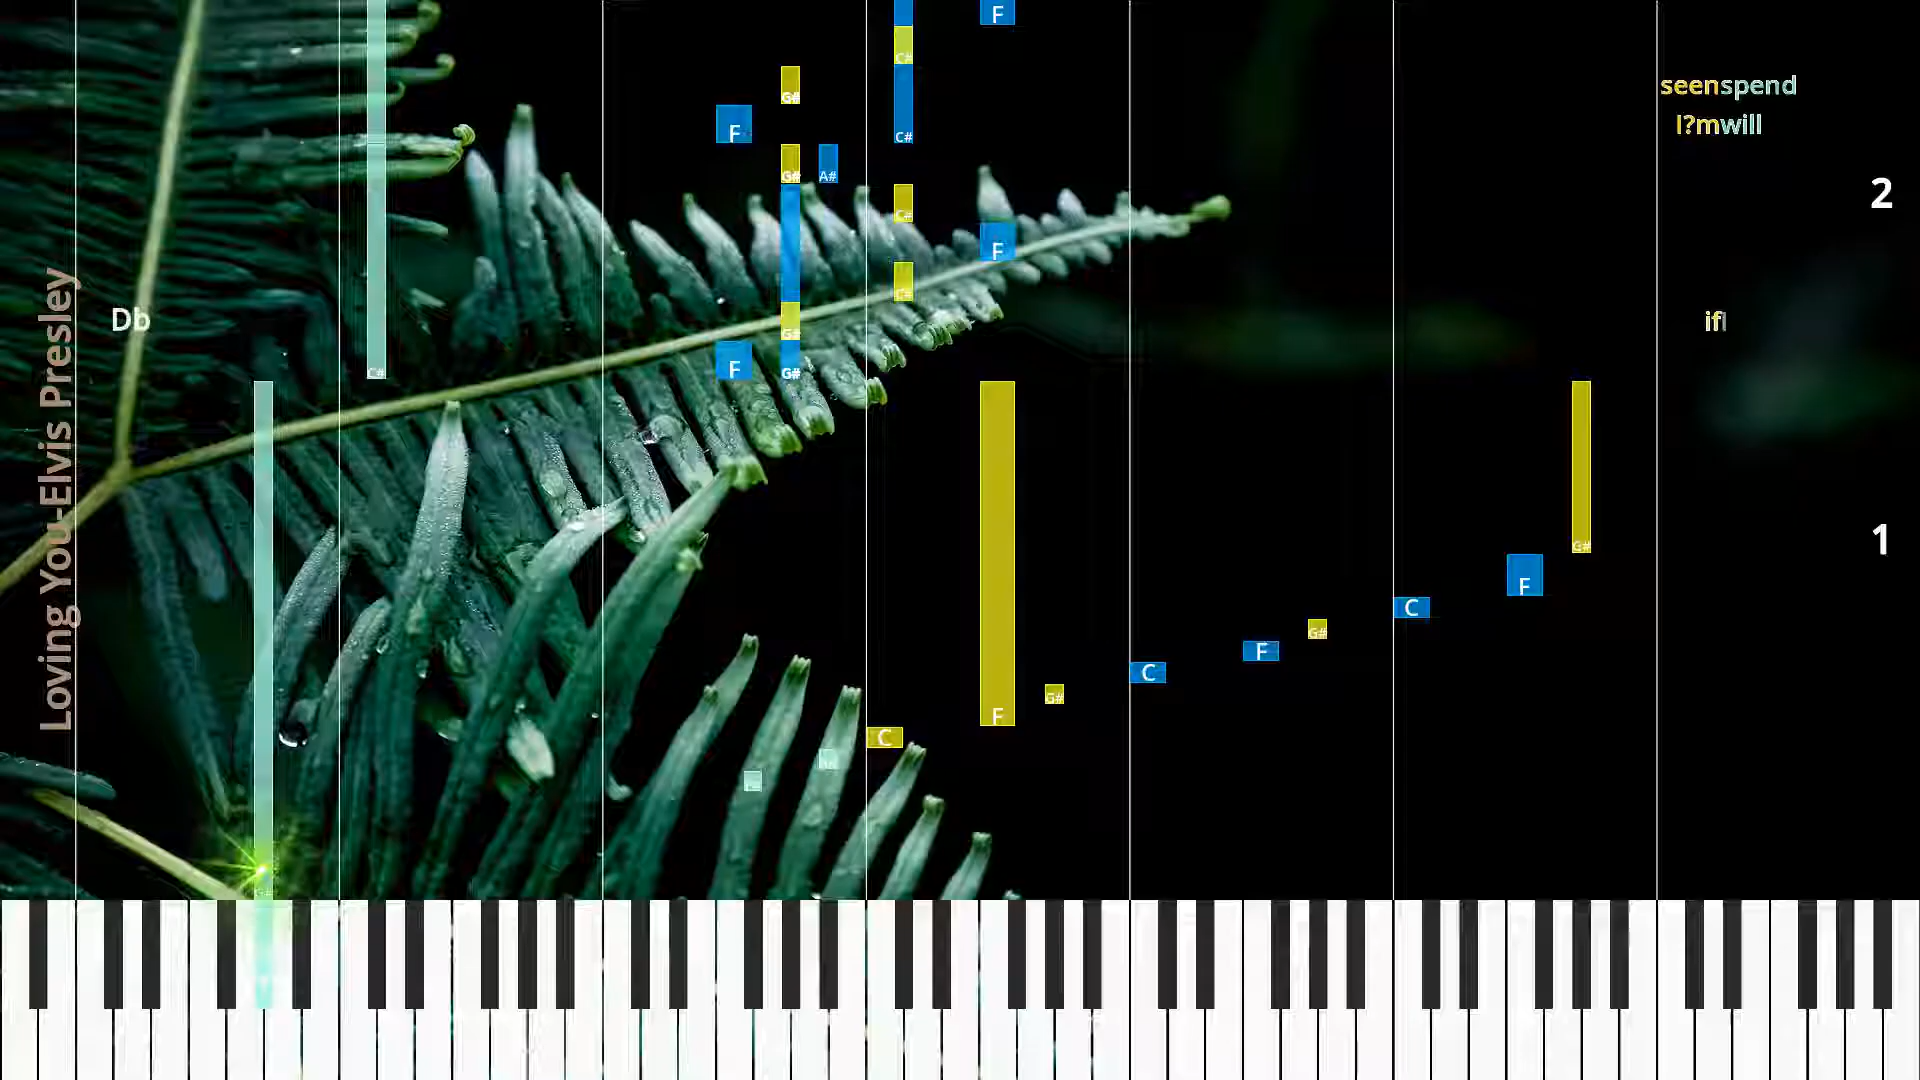 F
C#
seenspend
G#
F
C#
I?mwill
G#
A#
2
C#
F
C#
Db
ifI
G#
F
G#
C#
Loving You-Elvis Presley
1
G#
F
C
G#
F
C
G#
F
C